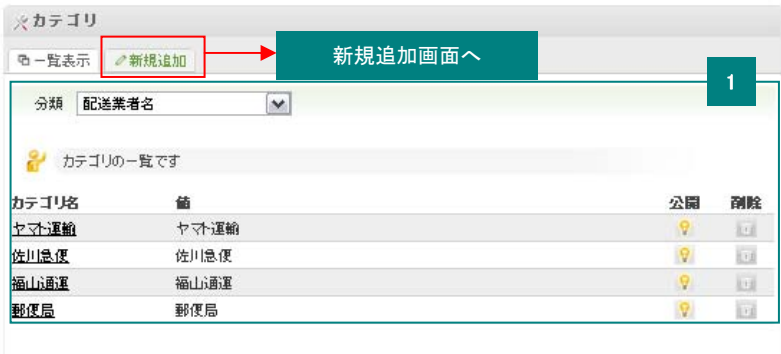 カテゴリ
一覧表示 新規追加 新規追加画面へ
1
分類 配送業者名
カテゴリの一覧です
カテゴリ名 値 公開 削除
ヤマト運輸 ヤマト運輸
佐川急便 佐川急便
福山通運 福山通運
郵便局 郵便局